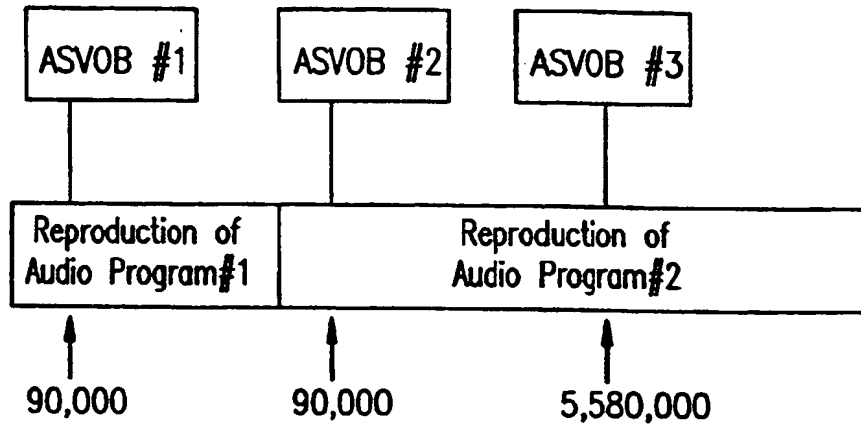 ASVOB #1
ASVOB #2
ASVOB #3
Reproduction of
Audio Program#1
Reproduction of
Audio Program#2
90,000
90,000
5,580,000